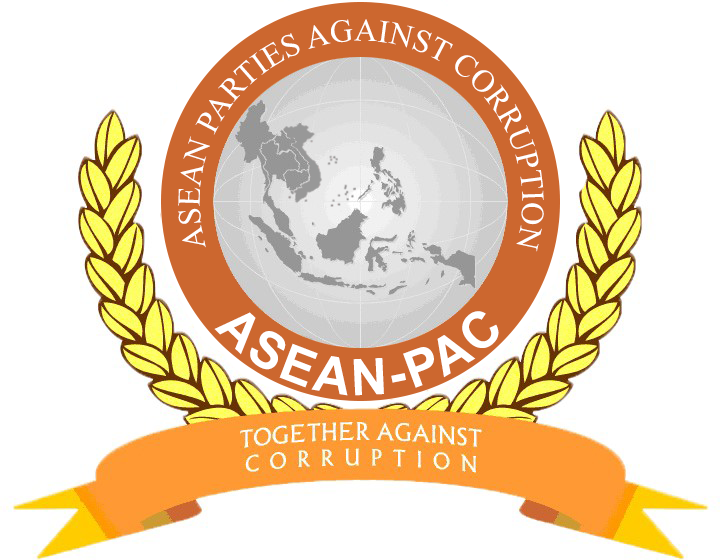 ASEAN PARTIES AGAINST CORRUPTION
ASEAN-PAC
TOGETHER AGAINST
CORRUPTION